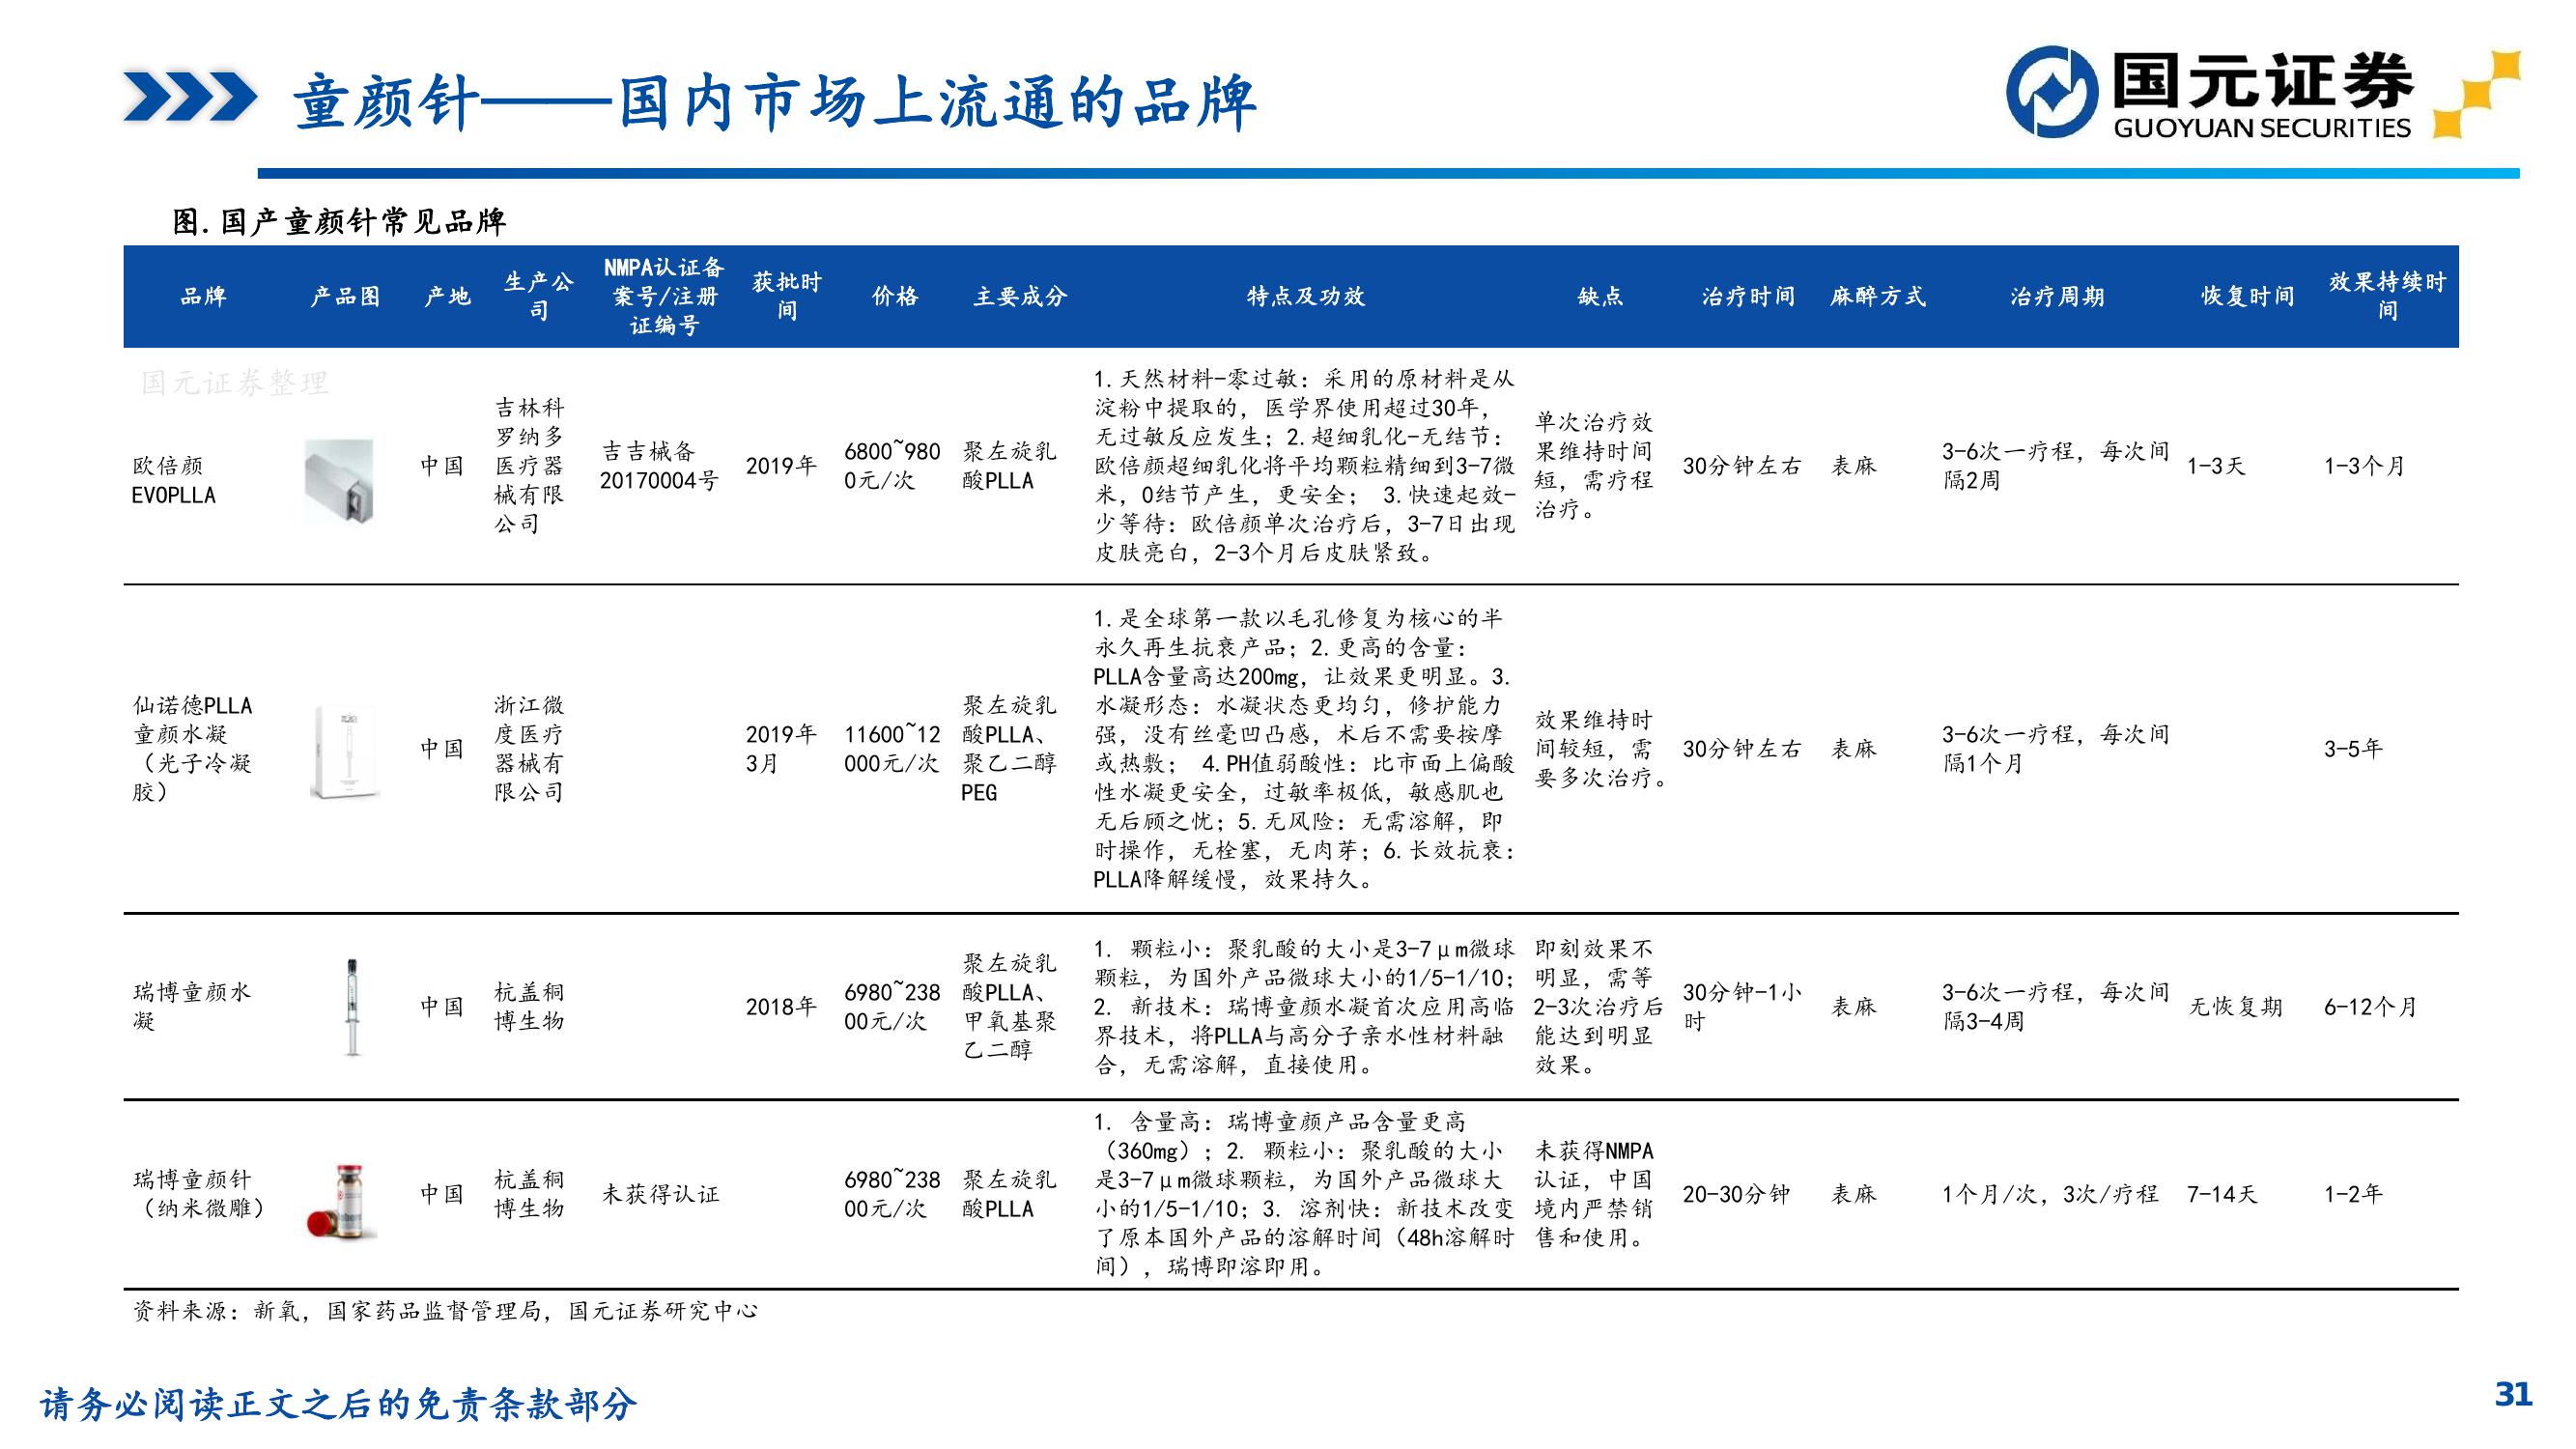 童颜针——国内市场上流通的品牌
国元证券
GUOYUAN SECURITIES
图.国产童颜针常见品牌
品牌
产品图
产地
生产公
司
NMPA认证备
案号/注册
证编号
获批时
间
价格
主要成分
特点及功效
缺点
治疗时间
麻醉方式
治疗周期
恢复时间
效果持续时
间
国元证券整理
欧倍颜
EVOPLLA
中国
吉林科
罗纳多
医疗器
械有限
公司
吉吉械备
20170004号
2019年
6800~980
0元/次
聚左旋乳
酸PLLA
1.天然材料-零过敏：采用的原材料是从
淀粉中提取的，医学界使用超过30年，
无过敏反应发生；2.超细乳化-无结节：
欧倍颜超细乳化将平均颗粒精细到3-7微
米，0结节产生，更安全； 3.快速起效-
少等待：欧倍颜单次治疗后，3-7日出现
皮肤亮白，2-3个月后皮肤紧致。
单次治疗效
果维持时间
短，需疗程
治疗。
30分钟左右
表麻
3-6次一疗程，每次间
隔2周
1-3天
1-3个月
仙诺德PLLA
童颜水凝
（光子冷凝
胶）
中国
浙江微
度医疗
器械有
限公司
2019年
3月
11600~12
000元/次
聚左旋乳
酸PLLA、
聚乙二醇
PEG
1.是全球第一款以毛孔修复为核心的半
永久再生抗衰产品；2.更高的含量：
PLLA含量高达200mg，让效果更明显。3.
水凝形态：水凝状态更均匀，修护能力
强，没有丝毫凹凸感，术后不需要按摩
或热敷； 4.PH值弱酸性：比市面上偏酸
性水凝更安全，过敏率极低，敏感肌也
无后顾之忧；5.无风险：无需溶解，即
时操作，无栓塞，无肉芽；6.长效抗衰：
PLLA降解缓慢，效果持久。
效果维持时
间较短，需
要多次治疗。
30分钟左右
表麻
3-6次一疗程，每次间
隔1个月
3-5年
瑞博童颜水
凝
中国
杭盖秱
博生物
2018年
6980~238
00元/次
聚左旋乳
酸PLLA、
甲氧基聚
乙二醇
1. 颗粒小：聚乳酸的大小是3-7μm微球
颗粒，为国外产品微球大小的1/5-1/10；
2. 新技术：瑞博童颜水凝首次应用高临
界技术，将PLLA与高分子亲水性材料融
合，无需溶解，直接使用。
即刻效果不
明显，需等
2-3次治疗后
能达到明显
效果。
30分钟-1小
时
表麻
3-6次一疗程，每次间
隔3-4周
无恢复期
6-12个月
瑞博童颜针
（纳米微雕）
中国
杭盖秱
博生物
未获得认证
6980~238
00元/次
聚左旋乳
酸PLLA
1. 含量高：瑞博童颜产品含量更高
（360mg）；2. 颗粒小：聚乳酸的大小
是3-7μm微球颗粒，为国外产品微球大
小的1/5-1/10；3. 溶剂快：新技术改变
了原本国外产品的溶解时间（48h溶解时
间），瑞博即溶即用。
未获得NMPA
认证，中国
境内严禁销
售和使用。
20-30分钟
表麻
1个月/次，3次/疗程
7-14天
1-2年
资料来源：新氧，国家药品监督管理局，国元证券研究中心
请务必阅读正文之后的免责条款部分
31